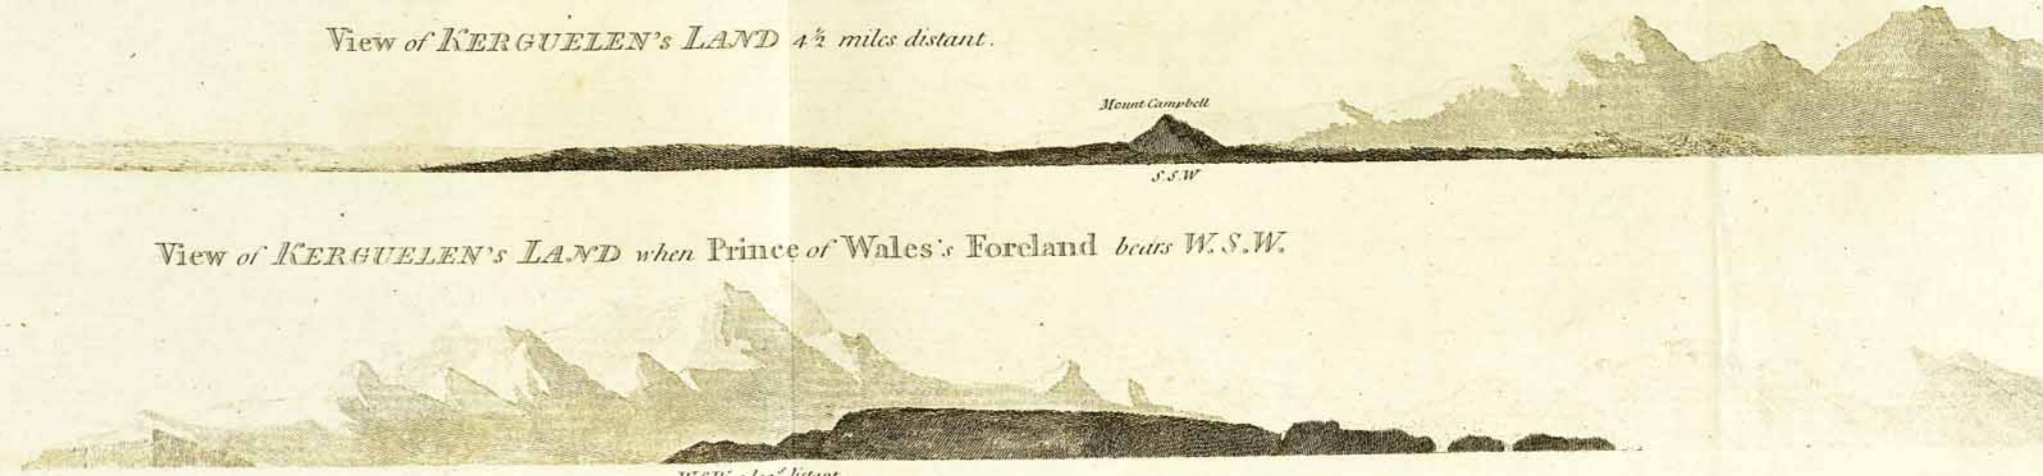 View of KERGUELEN's LAND 4½ miles distant.
Mount Campbell
S.S.W
View of KERGUELEN's LAND when Prince of Wales's Foreland bears W.S.W.
distant